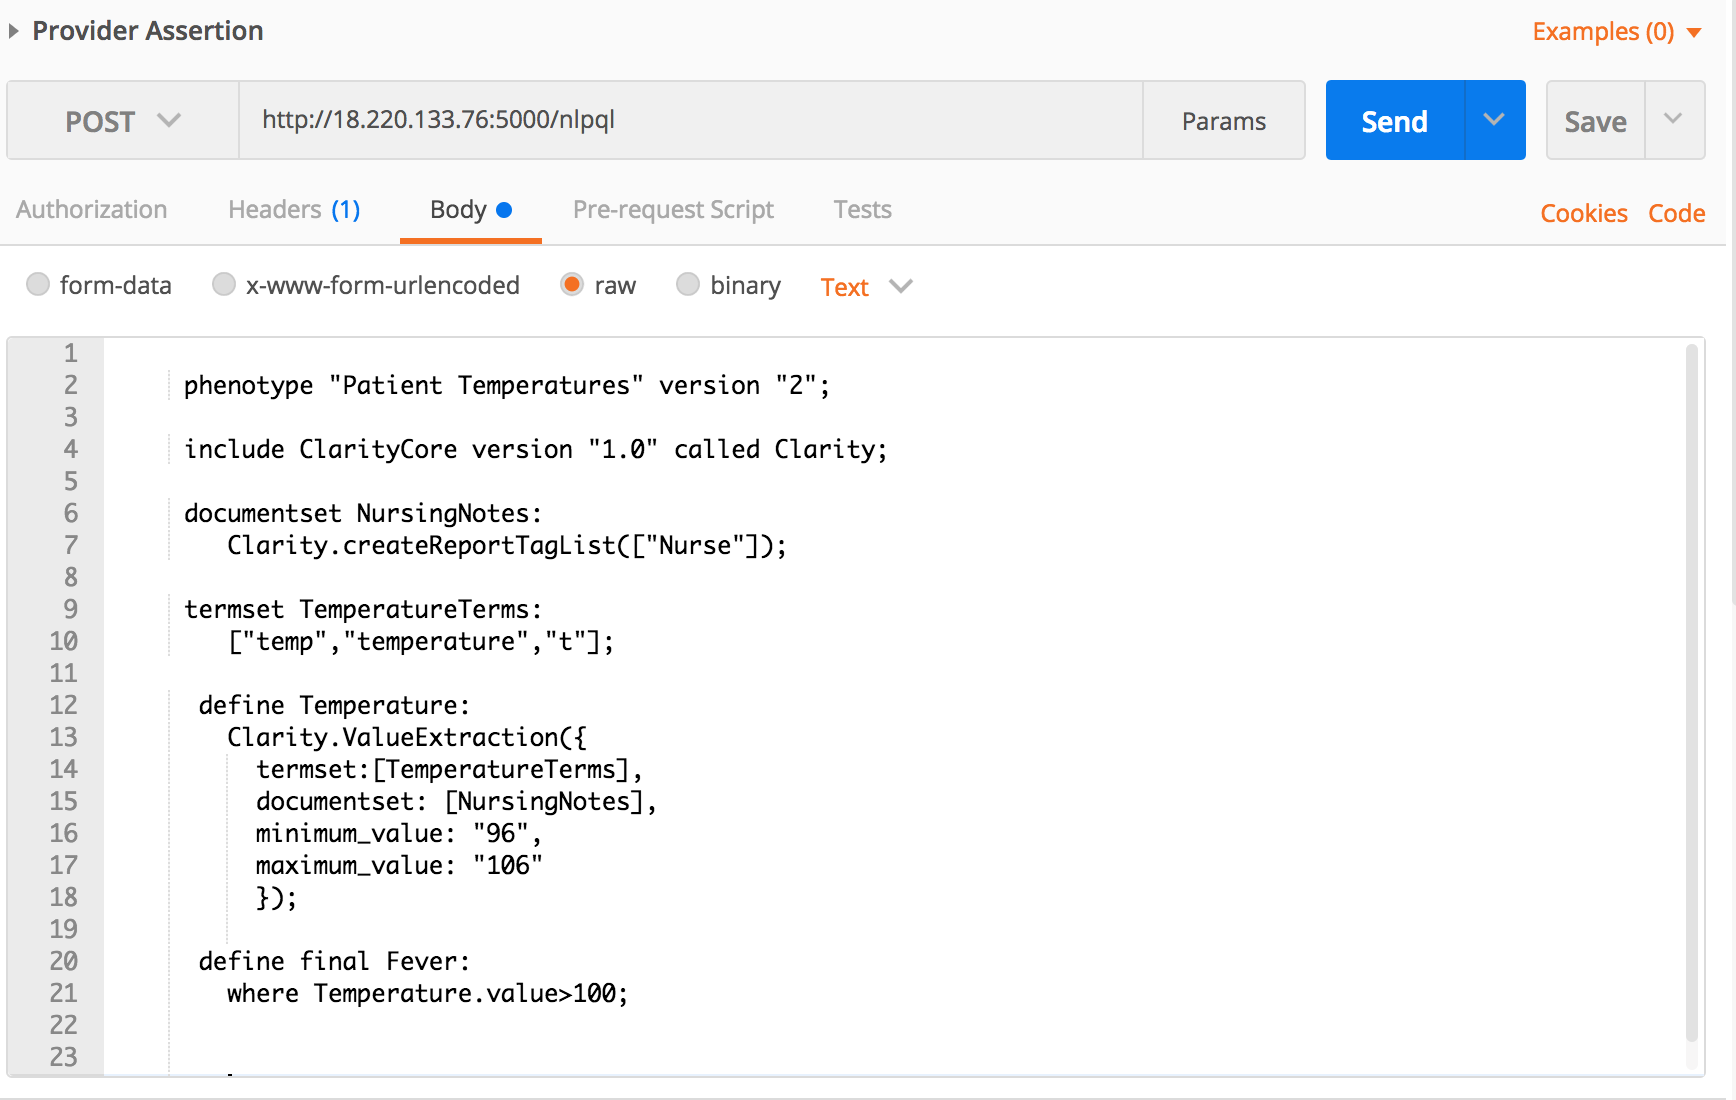 Provider Assertion
Examples (0)
POST
http://18.220.133.76:5000/nlpql
Params
Send
Save
Authorization
Headers (1)
Body
Pre-request Script
Tests
Cookies
Code
form-data
x-www-form-urlencoded
raw
binary
Text
1
2 phenotype "Patient Temperatures" version "2";
3
4 include ClarityCore version "1.0" called Clarity;
5
6 documentset NursingNotes:
7 Clarity.createReportTagList(["Nurse"]);
8
9 termset TemperatureTerms:
10 ["temp","temperature","t"];
11
12 define Temperature:
13 Clarity.ValueExtraction({
14 termset:[TemperatureTerms],
15 documentset: [NursingNotes],
16 minimum_value: "96",
17 maximum_value: "106"
18 });
19
20 define final Fever:
21 where Temperature.value>100;
22
23